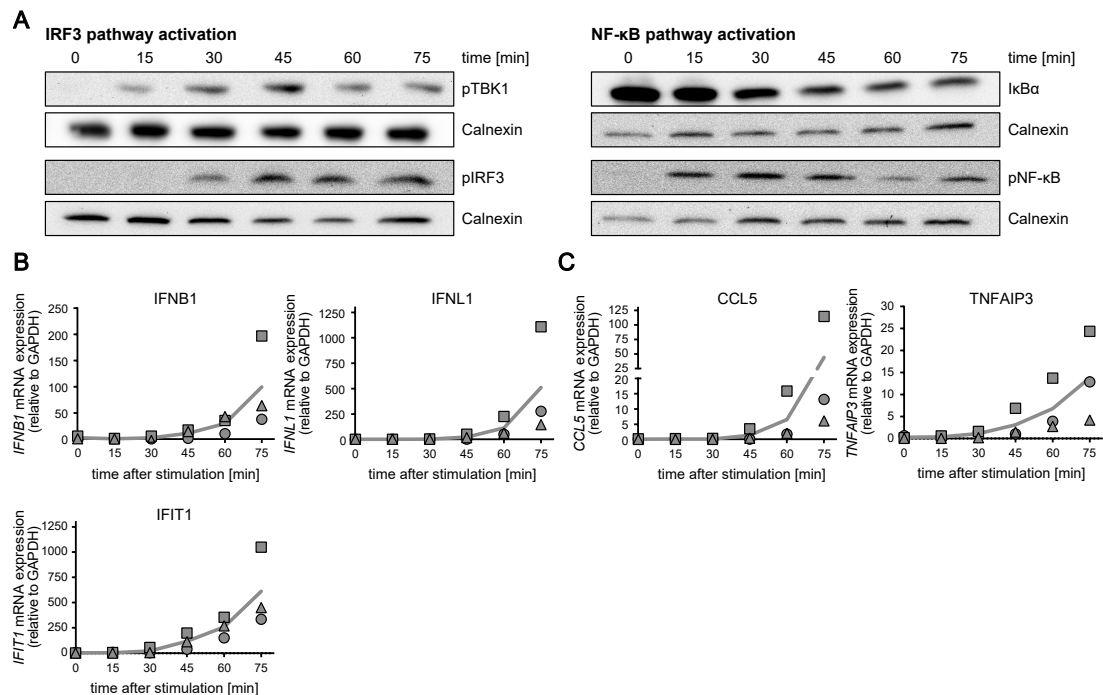 A
IRF3 pathway activation
0 15 30 45 60 75 time [min]
pTBK1
Calnexin
pIRF3
Calnexin
NF-κB pathway activation
0 15 30 45 60 75 time [min]
IκBα
Calnexin
pNF-κB
Calnexin
B
IFNB1
IFNB1 mRNA expression
(relative to GAPDH)
250
200
150
100
50
0
0 15 30 45 60 75
time after stimulation [min]
IFNL1
IFNL1 mRNA expression
(relative to GAPDH)
1250
1000
750
500
250
0
0 15 30 45 60 75
time after stimulation [min]
IFIT1
IFIT1 mRNA expression
(relative to GAPDH)
1250
1000
750
500
250
0
0 15 30 45 60 75
time after stimulation [min]
C
CCL5
CCL5 mRNA expression
(relative to GAPDH)
125
100
75
50
25
20
15
10
5
0
0 15 30 45 60 75
time after stimulation [min]
TNFAIP3
TNFAIP3 mRNA expression
(relative to GAPDH)
30
25
20
15
10
5
0
0 15 30 45 60 75
time after stimulation [min]